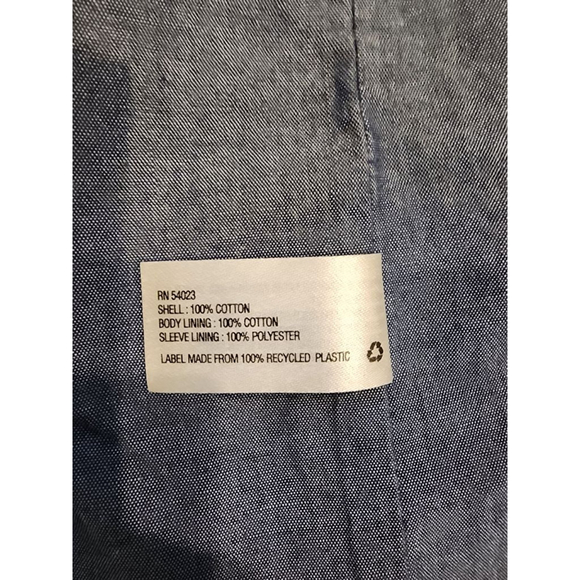 RN 54023
SHELL : 100% COTTON
BODY LINING : 100% COTTON
SLEEVE LINING : 100% POLYESTER
LABEL MADE FROM 100% RECYCLED PLASTIC